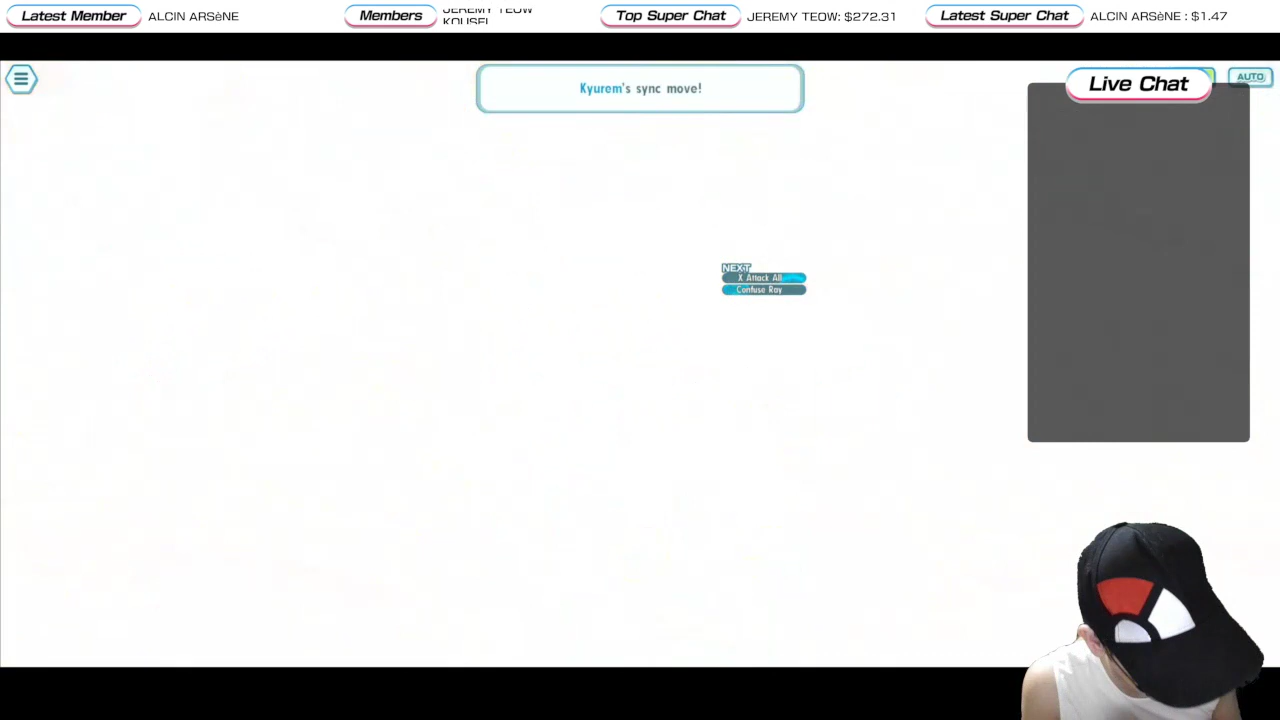 Latest Member
ALCIN ARSèNE
Members
JEREMY TEOW
KOUSEI
Top Super Chat
JEREMY TEOW: $272.31
Latest Super Chat
ALCIN ARSèNE : $1.47
Kyurem's sync move!
Live Chat
AUTO
NEXT
X Attack All
Confuse Ray